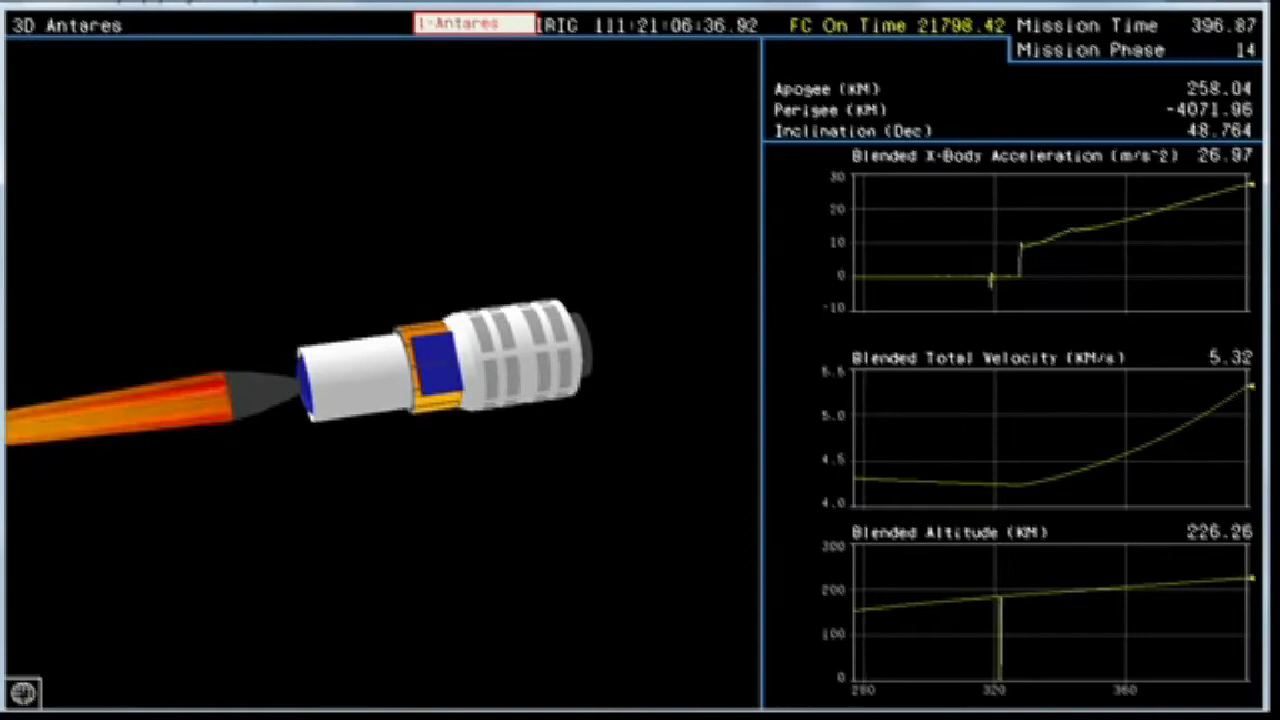 3D Antares
1-Antares
IRIG 111:21:06:36.92
FC On Time 21798.42
Mission Time 396.87
Mission Phase 14
Apogee (KM) 258.04
Perigee (KM) -4071.96
Inclination (Dec) 48.764
Blended X-Body Acceleration (m/s^2) 26.97
30
20
10
0
-10
Blended Total Velocity (KM/s) 5.32
5.5
5.0
4.5
4.0
Blended Altitude (KM) 226.26
300
200
100
0
280 320 360